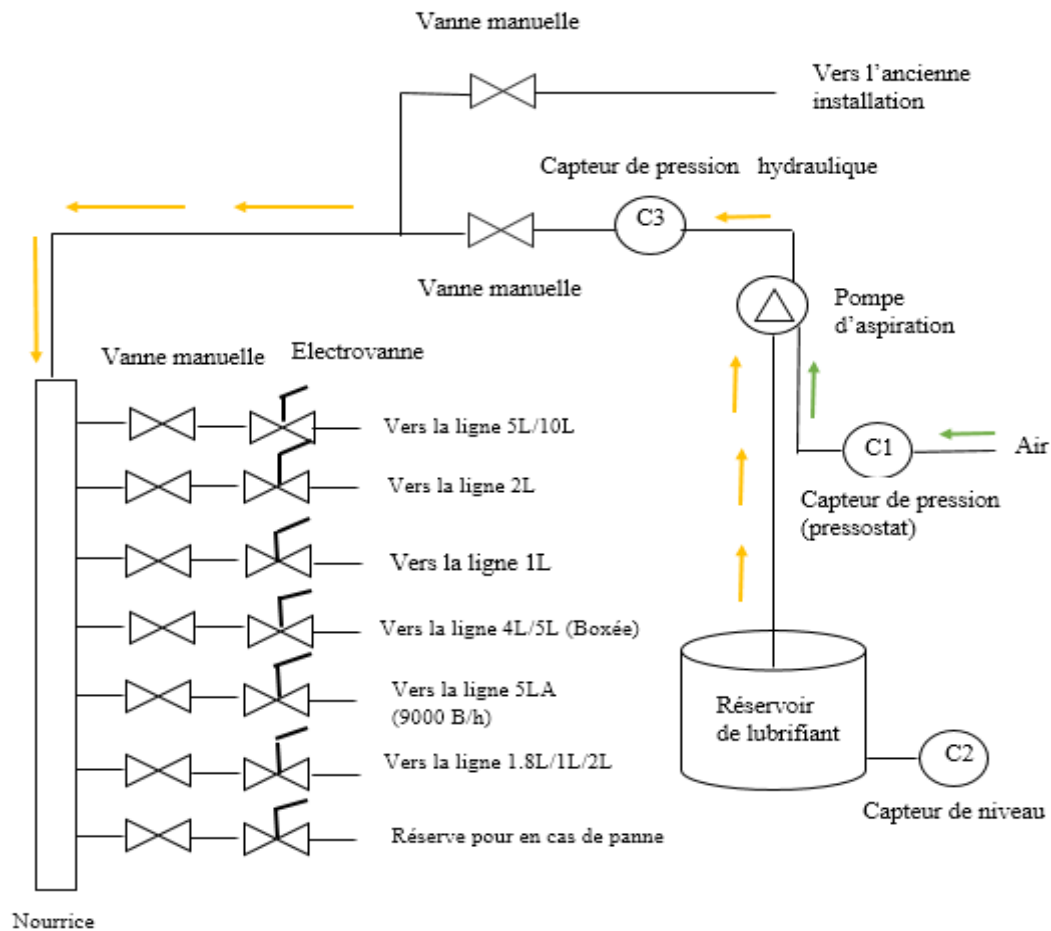 Vanne manuelle
Vers l'ancienne
installation
Capteur de pression hydraulique
C3
Vanne manuelle
Pompe
d'aspiration
Vanne manuelle
Electrovanne
Vers la ligne 5L/10L
C1
Air
Vers la ligne 2L
Capteur de pression
(pressostat)
Vers la ligne 1L
Vers la ligne 4L/5L (Boxée)
Vers la ligne 5LA
(9000 B/h)
Réservoir
de lubrifiant
Vers la ligne 1.8L/1L/2L
C2
Capteur de niveau
Réserve pour en cas de panne
Nourrice